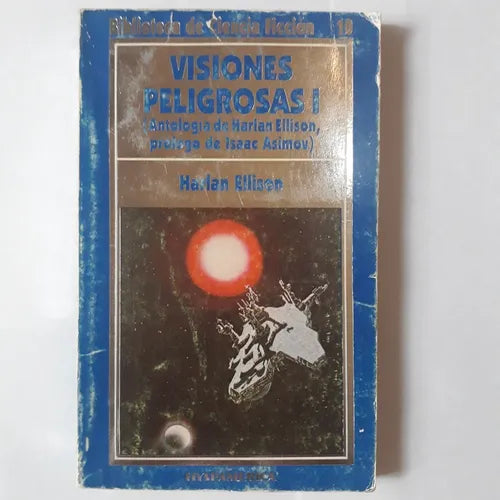 Biblioteca de Ciencia Ficción 18
VISIONES
PELIGROSAS I
(Antología de Harlan Ellison,
prólogo de Isaac Asimov)
Harlan Ellison